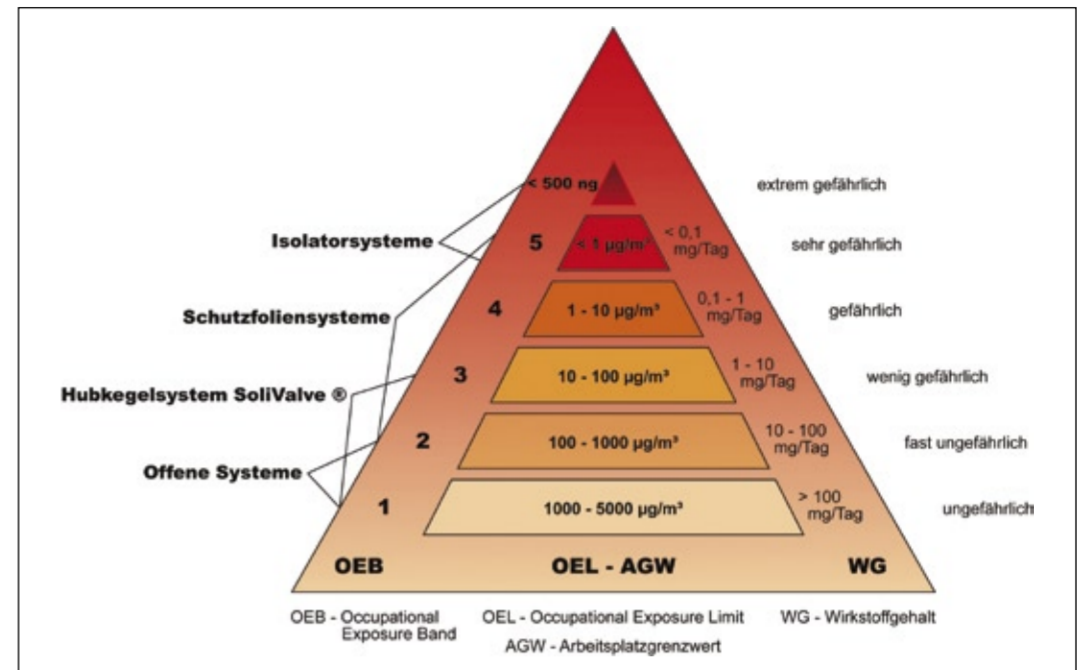 < 500 ng
extrem gefährlich
Isolatorsysteme
5
< 1 µg/m³
< 0,1
mg/Tag
sehr gefährlich
Schutzfoliensysteme
4
1 - 10 µg/m³
0,1 - 1
mg/Tag
gefährlich
Hubkegelsystem SoliValve ®
3
10 - 100 µg/m³
1 - 10
mg/Tag
wenig gefährlich
Offene Systeme
2
100 - 1000 µg/m³
10 - 100
mg/Tag
fast ungefährlich
1
1000 - 5000 µg/m³
> 100
mg/Tag
ungefährlich
OEB
OEL - AGW
WG
OEB - Occupational
Exposure Band
OEL - Occupational Exposure Limit
AGW - Arbeitsplatzgrenzwert
WG - Wirkstoffgehalt